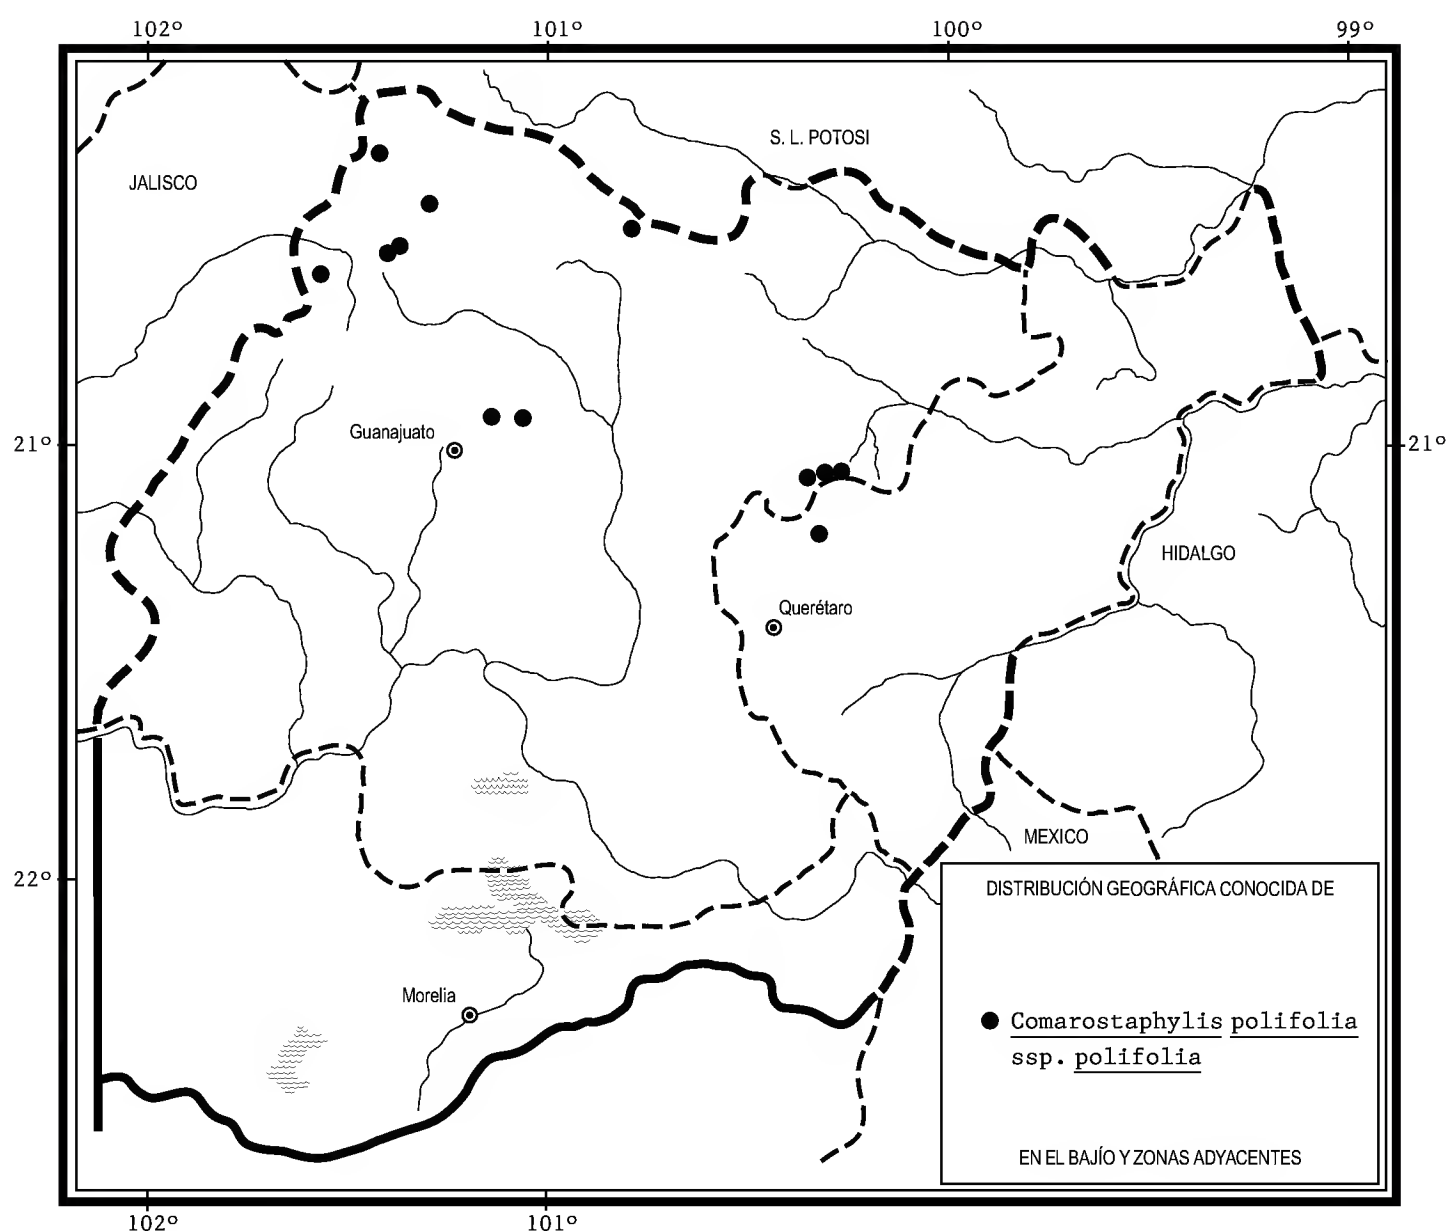 102°
101°
100°
99°
S. L. POTOSI
JALISCO
Guanajuato
21°
21°
HIDALGO
Querétaro
MEXICO
22°
DISTRIBUCIÓN GEOGRÁFICA CONOCIDA DE
Morelia
Comarostaphylis polifolia
ssp. polifolia
EN EL BAJÍO Y ZONAS ADYACENTES
102°
101°